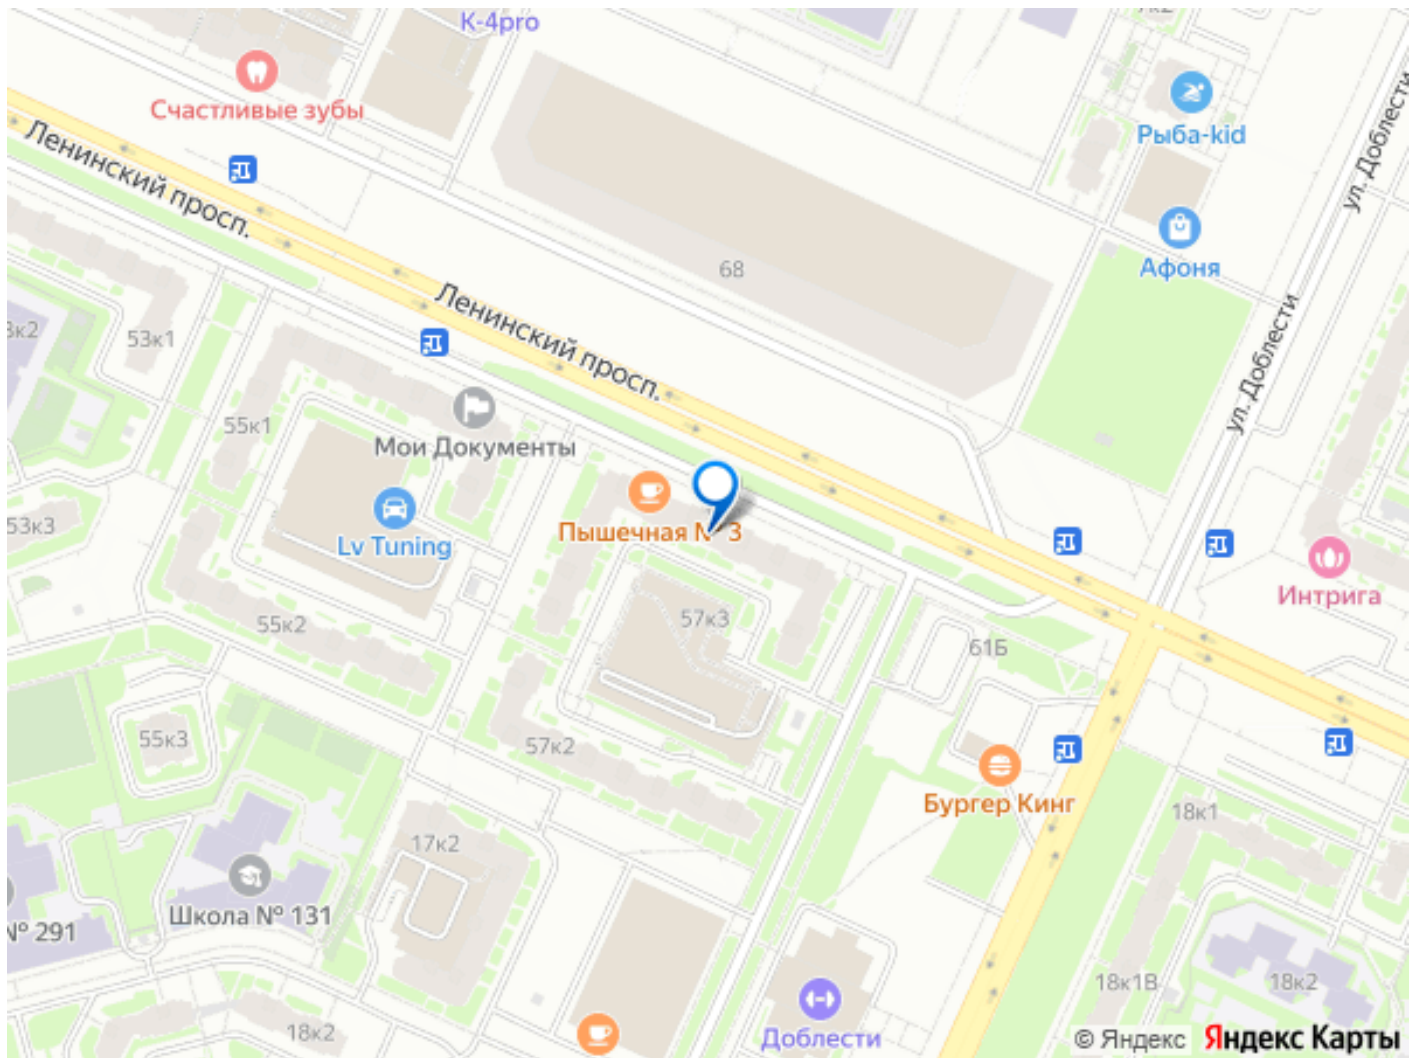 K-4pro
7к2
Счастливые зубы
Рыба-kid
ул. Доблести
Ленинский просп.
Афоня
68
Ленинский просп.
ул. Доблести
53к1
55к1
Мои Документы
53к3
Lv Tuning
Пышечная № 3
Интрига
57к3
55к2
61Б
55к3
57к2
Бургер Кинг
18к1
17к2
Школа № 131
№ 291
18к1В
18к2
18к2
Доблести
© Яндекс Яндекс Карты